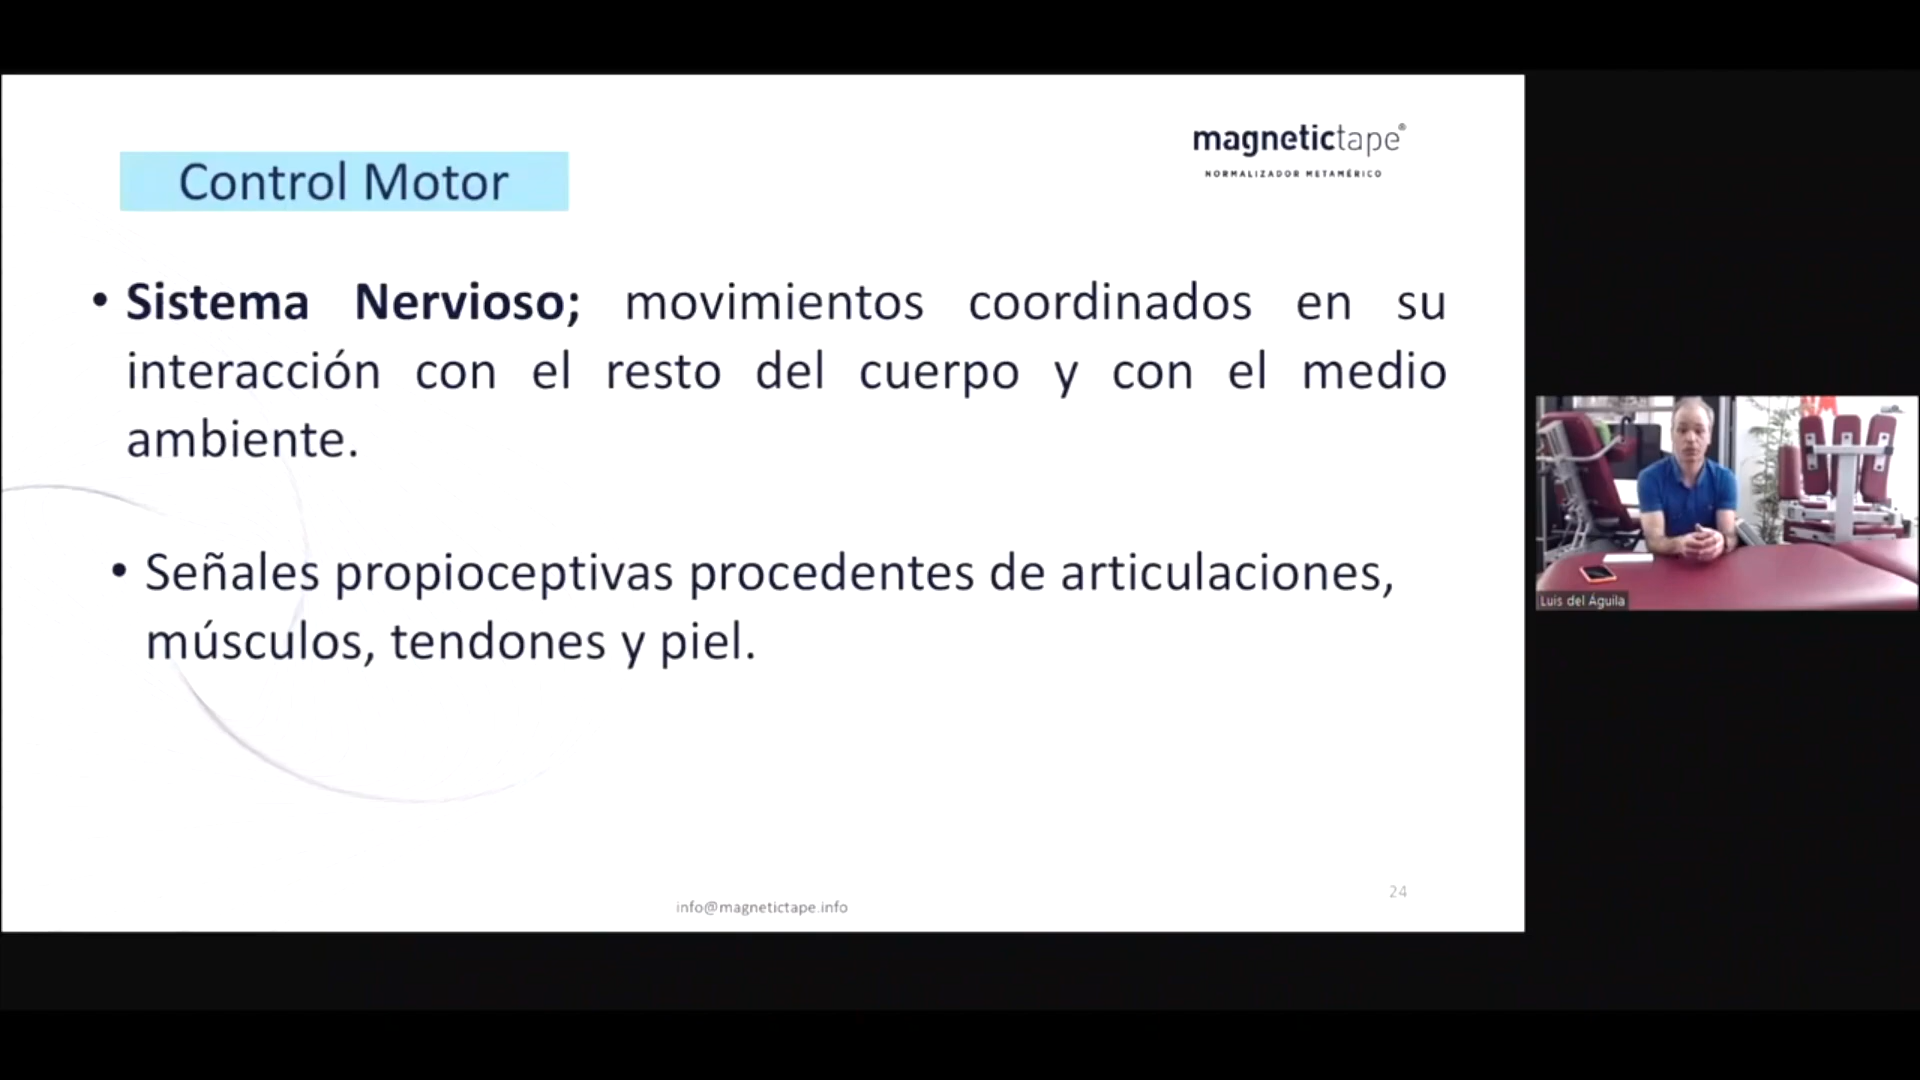 magnetictape®
NORMALIZADOR METAMÉRICO
Control Motor
• Sistema Nervioso; movimientos coordinados en su
interacción con el resto del cuerpo y con el medio
ambiente.
• Señales propioceptivas procedentes de articulaciones,
músculos, tendones y piel.
Luis del Águila
24
info@magnetictape.info